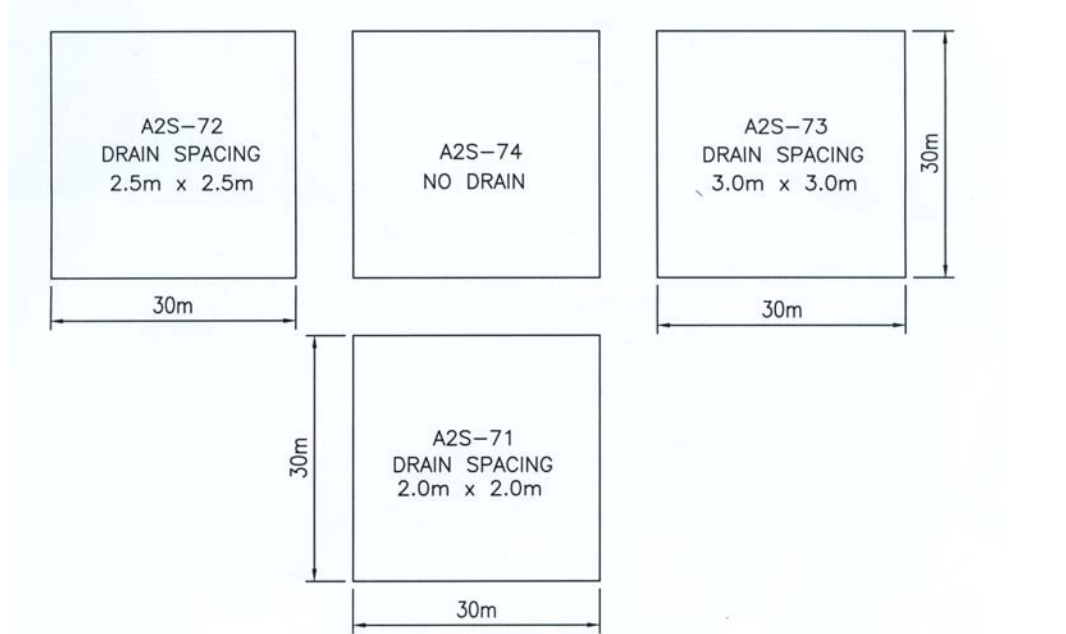 A2S-72
DRAIN SPACING
2.5m x 2.5m
A2S-74
NO DRAIN
A2S-73
DRAIN SPACING
3.0m x 3.0m
30m
30m
30m
A2S-71
DRAIN SPACING
2.0m x 2.0m
30m
30m